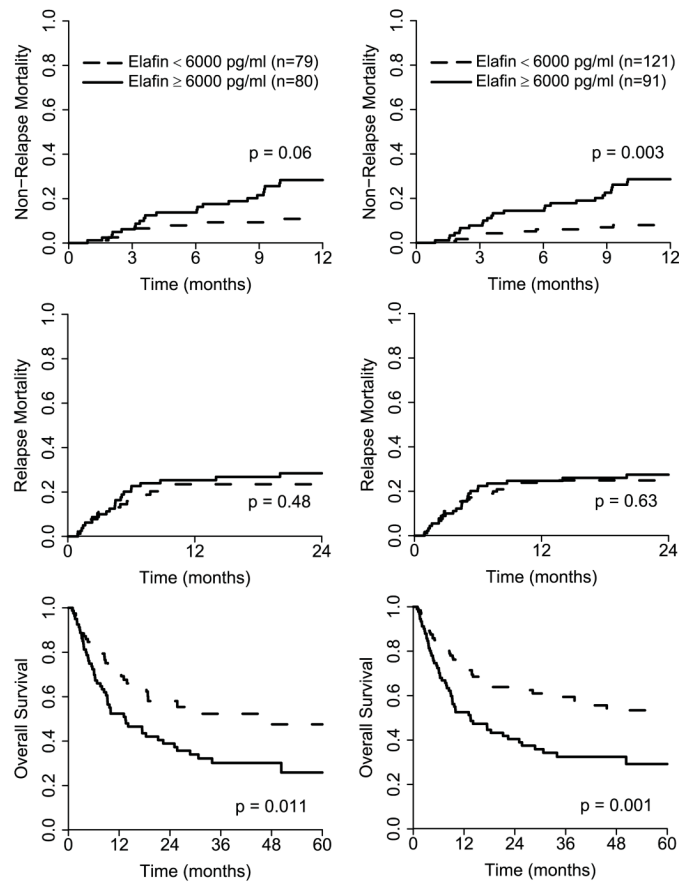 Non−Relapse Mortality
1.0
0.8
0.6
0.4
0.2
0.0
Elafin < 6000 pg/ml (n=79)
Elafin ≥ 6000 pg/ml (n=80)
p = 0.06
0 3 6 9 12
Time (months)
Non−Relapse Mortality
1.0
0.8
0.6
0.4
0.2
0.0
Elafin < 6000 pg/ml (n=121)
Elafin ≥ 6000 pg/ml (n=91)
p = 0.003
0 3 6 9 12
Time (months)
Relapse Mortality
1.0
0.8
0.6
0.4
0.2
0.0
p = 0.48
0 12 24
Time (months)
Relapse Mortality
1.0
0.8
0.6
0.4
0.2
0.0
p = 0.63
0 12 24
Time (months)
Overall Survival
1.0
0.8
0.6
0.4
0.2
0.0
p = 0.011
0 12 24 36 48 60
Time (months)
Overall Survival
1.0
0.8
0.6
0.4
0.2
0.0
p = 0.001
0 12 24 36 48 60
Time (months)